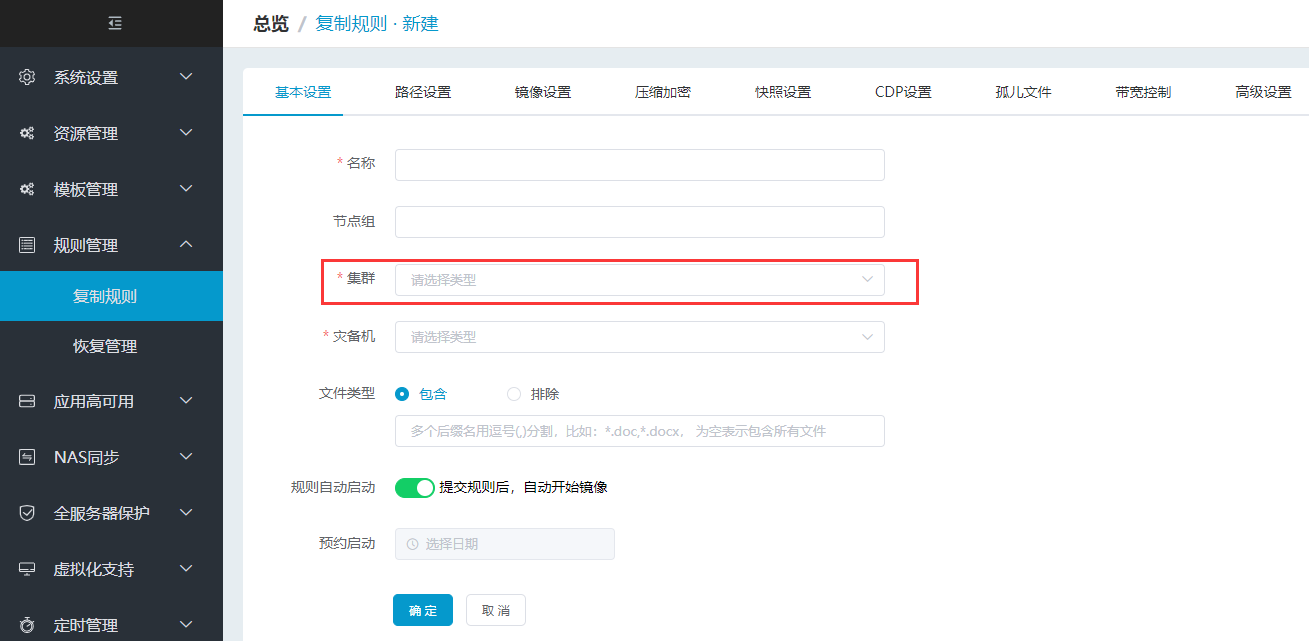 总览 / 复制规则 · 新建
系统设置
资源管理
模板管理
规则管理
复制规则
恢复管理
应用高可用
NAS同步
全服务器保护
虚拟化支持
定时管理
基本设置 路径设置 镜像设置 压缩加密 快照设置 CDP设置 孤儿文件 带宽控制 高级设置
* 名称
节点组
* 集群 请选择类型
* 灾备机 请选择类型
文件类型 包含 排除
多个后缀名用逗号(,)分割，比如：*.doc,*.docx， 为空表示包含所有文件
规则自动启动 提交规则后，自动开始镜像
预约启动 选择日期
确 定 取 消